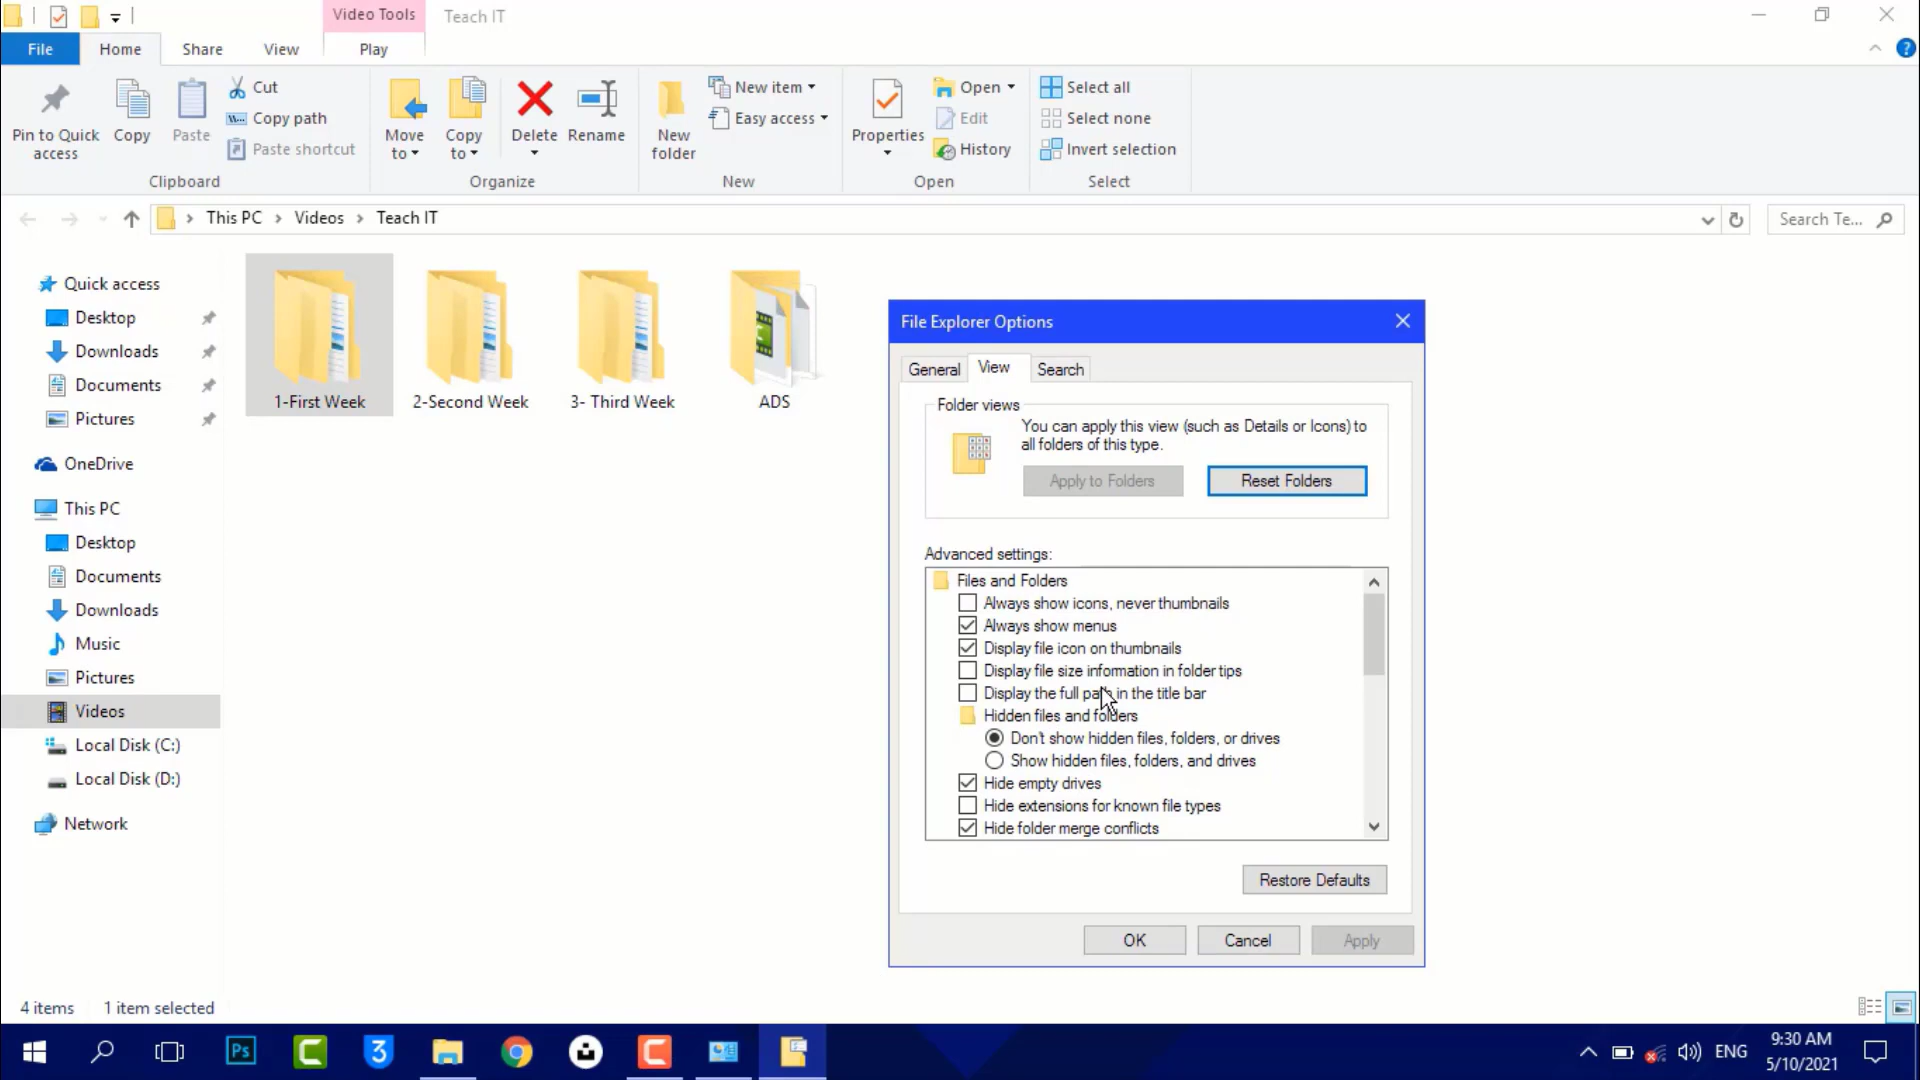 Video Tools
Teach IT
File
Home
Share
View
Play
Pin to Quick
access
Copy
Paste
Cut
Copy path
Paste shortcut
Clipboard
Move
to
Copy
to
Delete
Rename
Organize
New
folder
New item
Easy access
New
Properties
Open
Edit
History
Open
Select all
Select none
Invert selection
Select
This PC > Videos > Teach IT
Search Te...
Quick access
Desktop
Downloads
Documents
Pictures
OneDrive
This PC
Desktop
Documents
Downloads
Music
Pictures
Videos
Local Disk (C:)
Local Disk (D:)
Network
1-First Week
2-Second Week
3- Third Week
ADS
File Explorer Options
General
View
Search
Folder views
You can apply this view (such as Details or Icons) to
all folders of this type.
Apply to Folders
Reset Folders
Advanced settings:
Files and Folders
Always show icons, never thumbnails
Always show menus
Display file icon on thumbnails
Display file size information in folder tips
Display the full path in the title bar
Hidden files and folders
Don't show hidden files, folders, or drives
Show hidden files, folders, and drives
Hide empty drives
Hide extensions for known file types
Hide folder merge conflicts
Restore Defaults
OK
Cancel
Apply
4 items
1 item selected
Ps
3
ENG
9:30 AM
5/10/2021